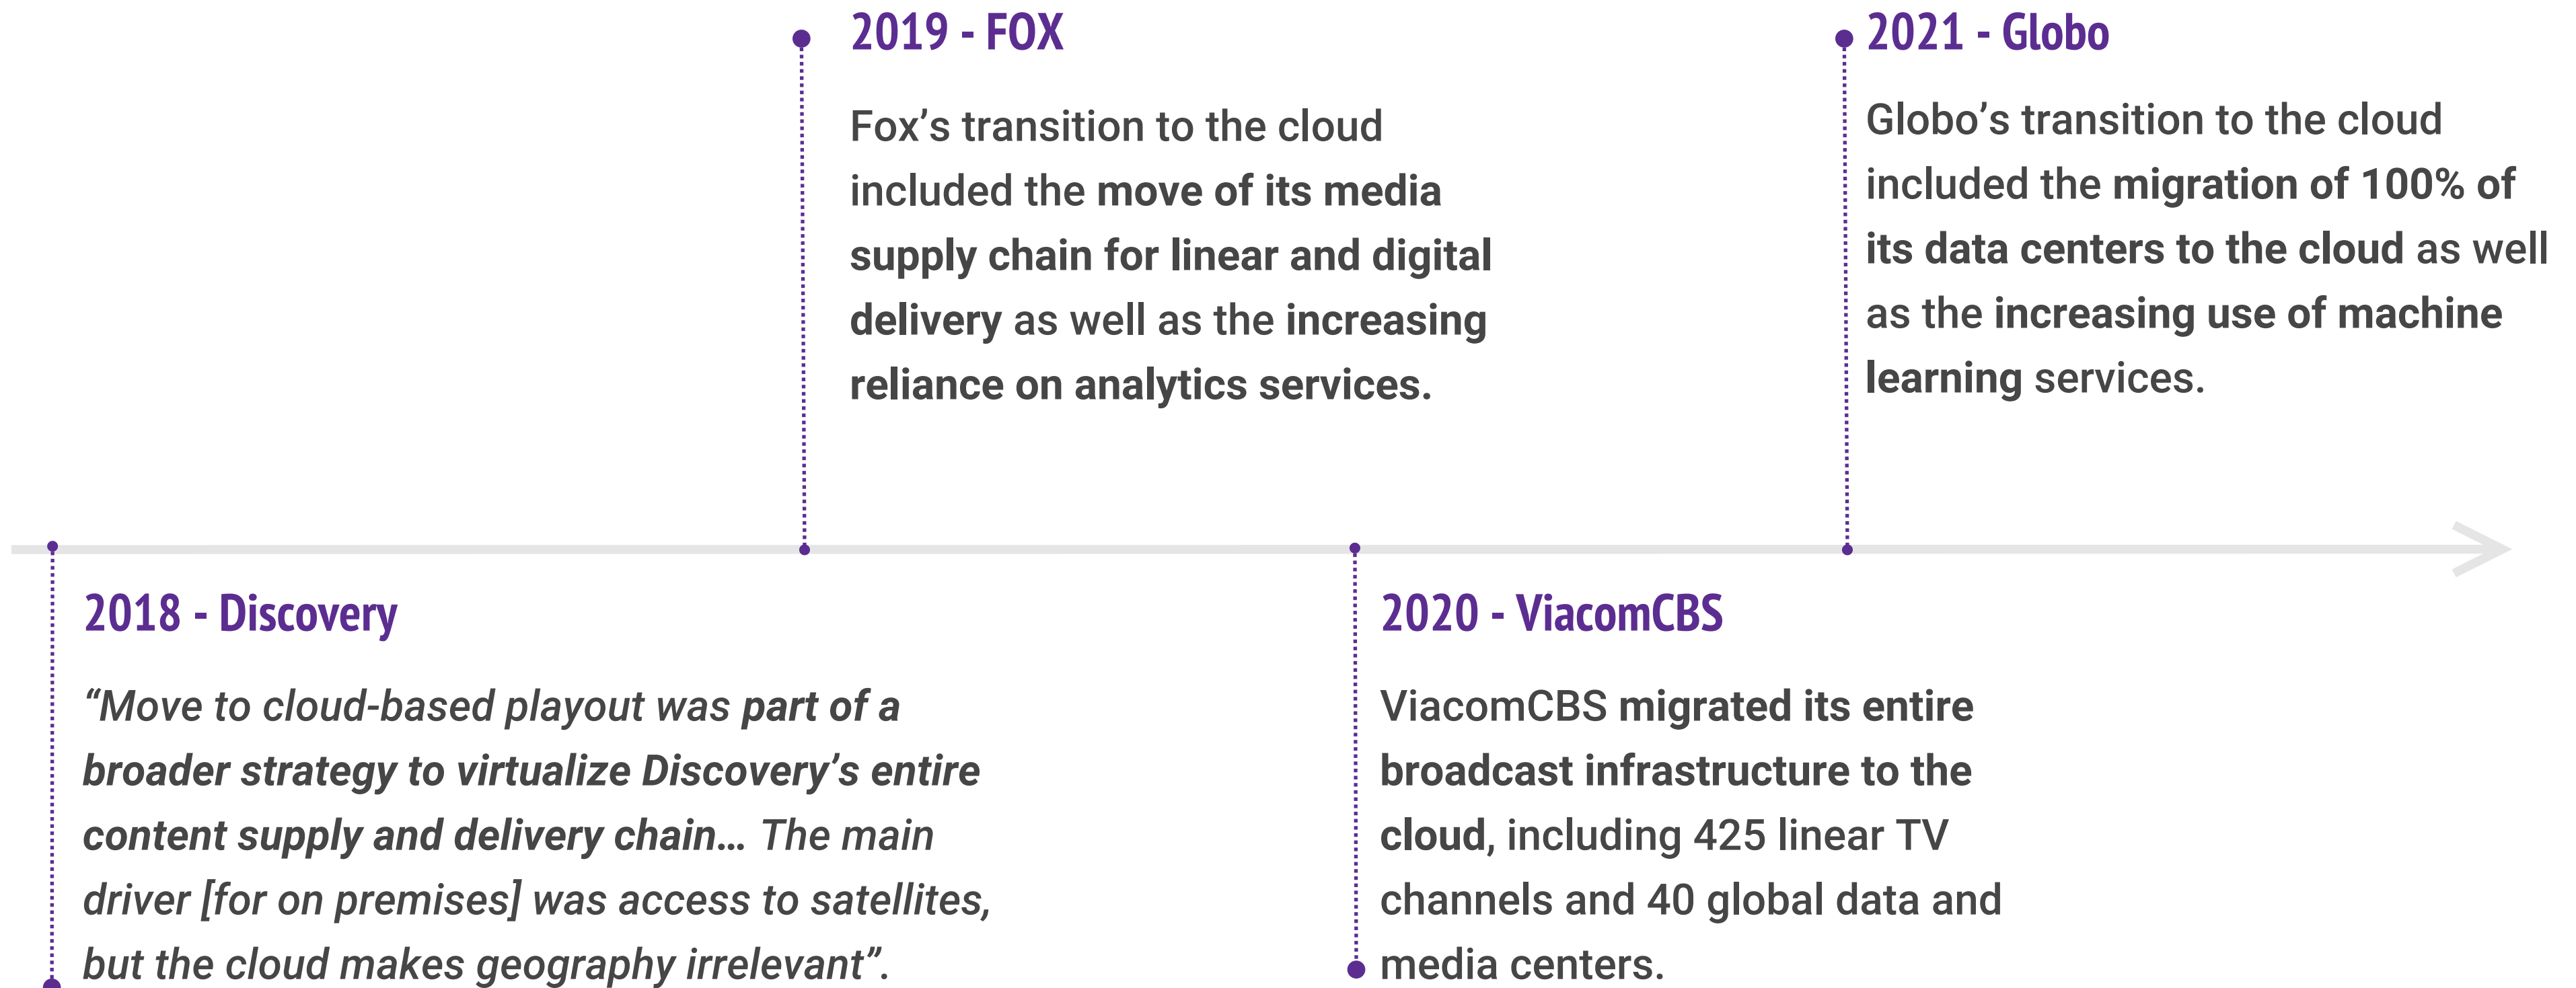 2019 - FOX
Fox’s transition to the cloud
included the move of its media
supply chain for linear and digital
delivery as well as the increasing
reliance on analytics services.
2021 - Globo
Globo’s transition to the cloud
included the migration of 100% of
its data centers to the cloud as well
as the increasing use of machine
learning services.
2018 - Discovery
“Move to cloud-based playout was part of a
broader strategy to virtualize Discovery’s entire
content supply and delivery chain… The main
driver [for on premises] was access to satellites,
but the cloud makes geography irrelevant”.
2020 - ViacomCBS
ViacomCBS migrated its entire
broadcast infrastructure to the
cloud, including 425 linear TV
channels and 40 global data and
media centers.